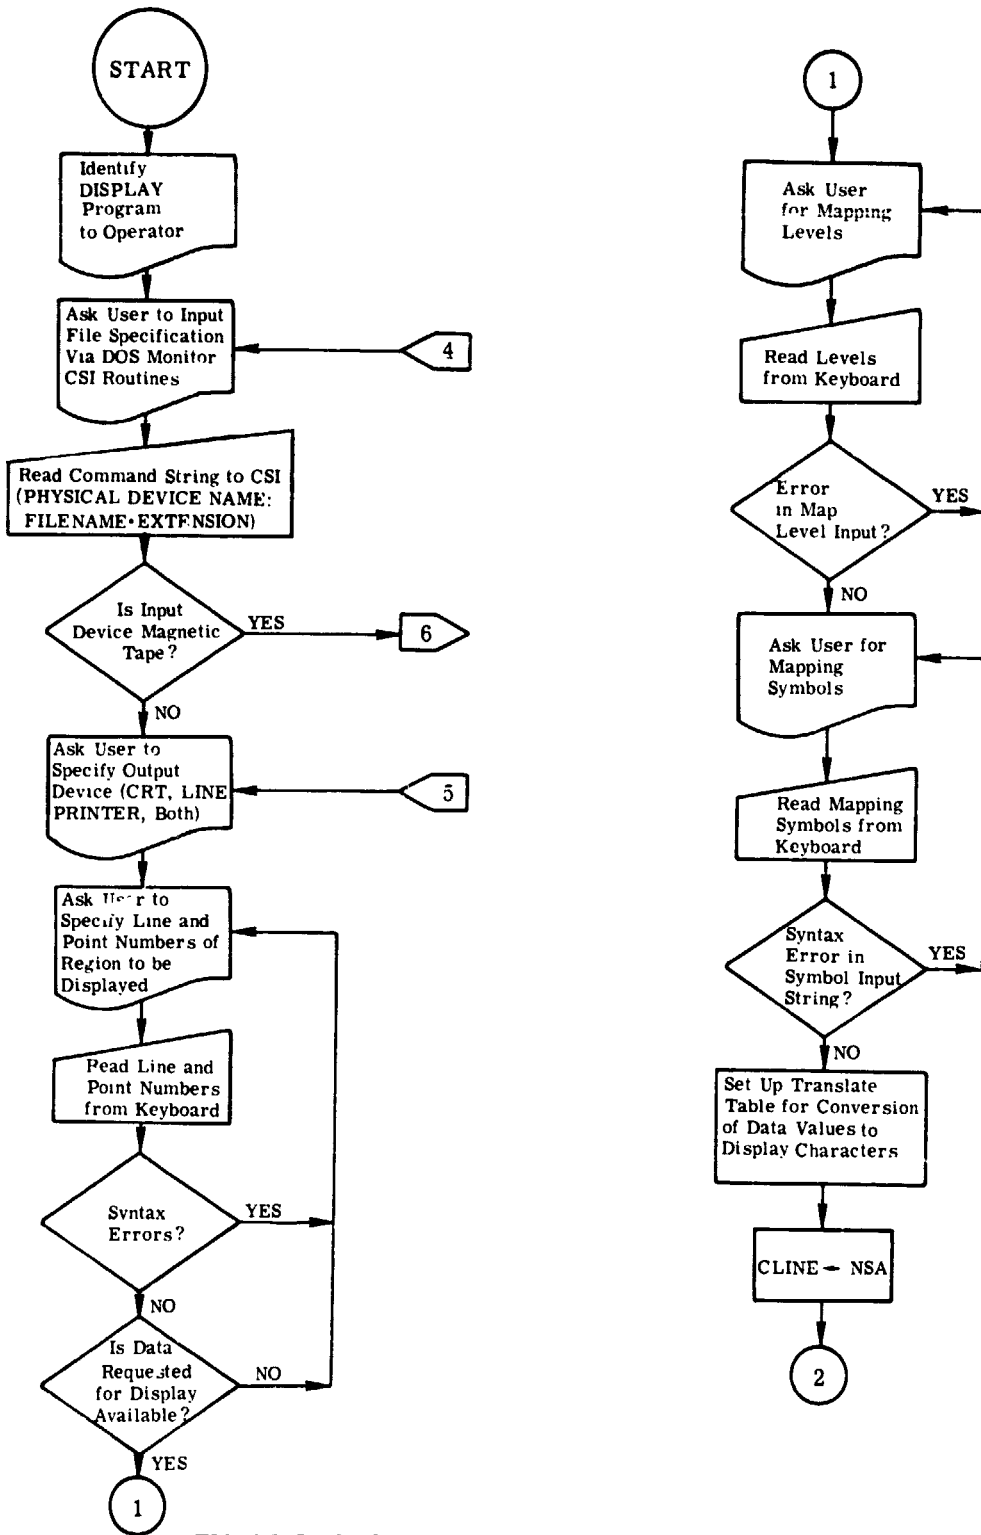 START
Identify
DISPLAY
Program
to Operator
Ask User to Input
File Specification
Via DOS Monitor
CSI Routines
4
Read Command String to CSI
(PHYSICAL DEVICE NAME:
FILENAME•EXTENSION)
Is Input
Device Magnetic
Tape?
YES
6
NO
Ask User to
Specify Output
Device (CRT, LINE
PRINTER, Both)
5
Ask User to
Specify Line and
Point Numbers of
Region to be
Displayed
Read Line and
Point Numbers
from Keyboard
Syntax
Errors?
YES
NO
Is Data
Requested
for Display
Available?
NO
YES
1
1
Ask User
for Mapping
Levels
Read Levels
from Keyboard
Error
in Map
Level Input?
YES
NO
Ask User for
Mapping
Symbols
Read Mapping
Symbols from
Keyboard
Syntax
Error in
Symbol Input
String?
YES
NO
Set Up Translate
Table for Conversion
of Data Values to
Display Characters
CLINE ← NSA
2